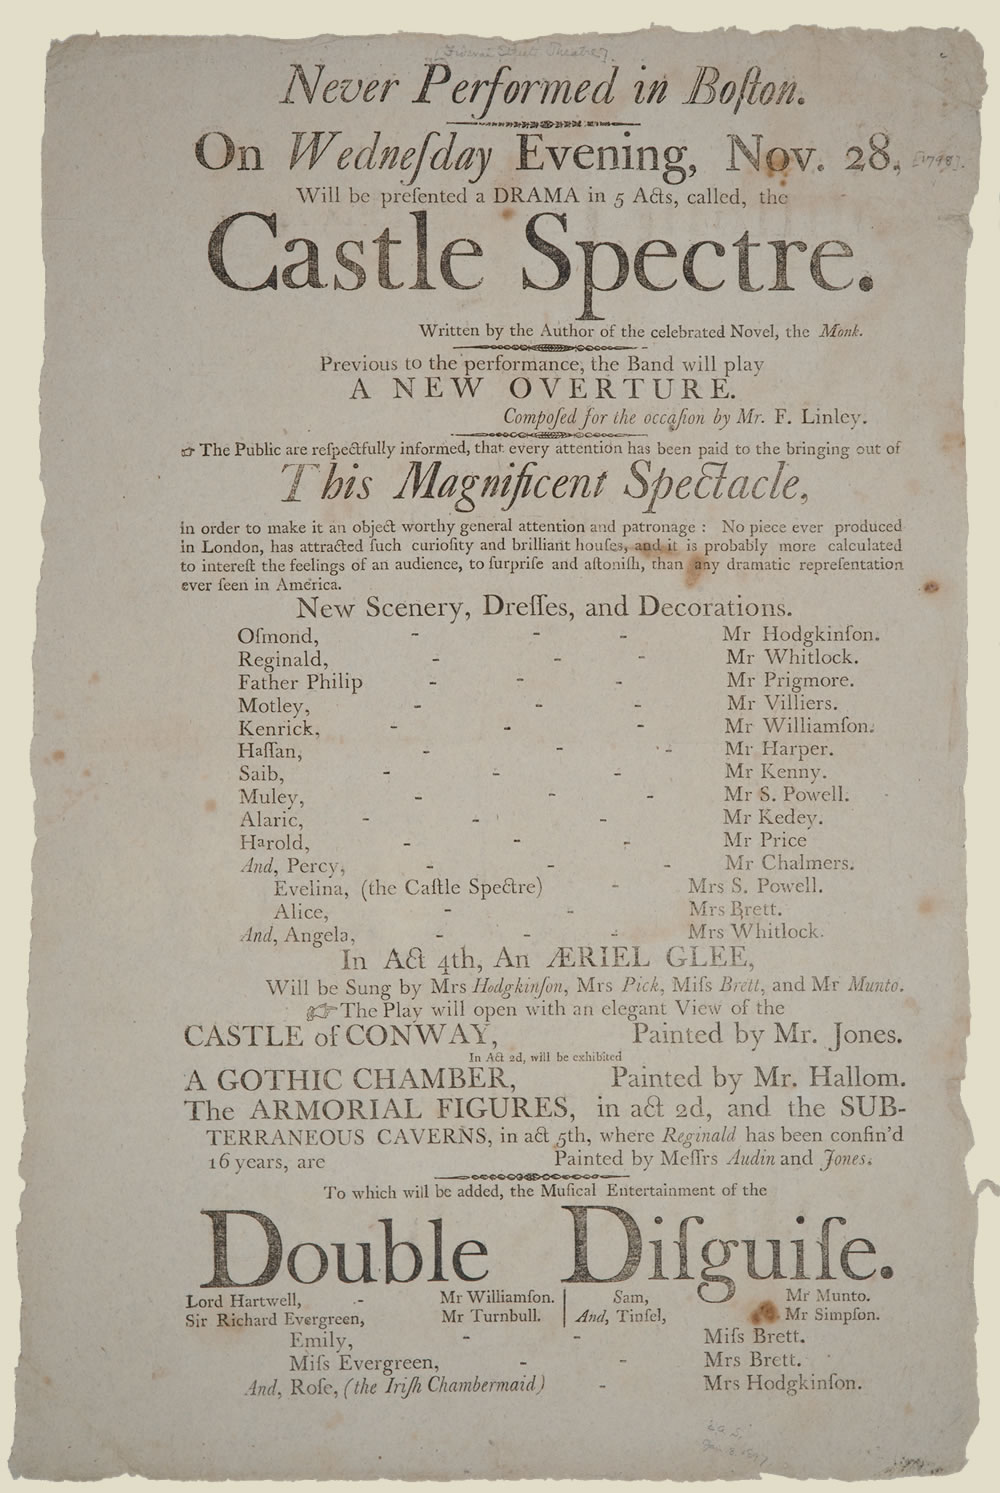 Federal Street Theatre
Never Performed in Boſton.
On Wedneſday Evening, Nov. 28, [1798].
Will be preſented a DRAMA in 5 Acts, called, the
Castle Spectre.
Written by the Author of the celebrated Novel, the Monk.
Previous to the performance, the Band will play
A NEW OVERTURE.
Compoſed for the occaſion by Mr. F. Linley.
☞ The Public are reſpectfully informed, that every attention has been paid to the bringing out of
This Magnificent Spectacle,
in order to make it an object worthy general attention and patronage : No piece ever produced
in London, has attracted ſuch curioſity and brilliant houſes, and it is probably more calculated
to intereſt the feelings of an audience, to ſurpriſe and aſtoniſh, than any dramatic repreſentation
ever ſeen in America.
New Scenery, Dreſſes, and Decorations.
Oſmond, - - - Mr Hodgkinſon.
Reginald, - - - Mr Whitlock.
Father Philip - - - Mr Prigmore.
Motley, - - - Mr Villiers.
Kenrick, - - - Mr Williamſon.
Haſſan, - - - Mr Harper.
Saib, - - - Mr Kenny.
Muley, - - - Mr S. Powell.
Alaric, - - - Mr Kedey.
Harold, - - - Mr Price
And, Percy, - - - Mr Chalmers.
Evelina, (the Caſtle Spectre) - Mrs S. Powell.
Alice, - - Mrs Brett.
And, Angela, - - - Mrs Whitlock.
In Act 4th, An ÆRIEL GLEE,
Will be Sung by Mrs Hodgkinſon, Mrs Pick, Miſs Brett, and Mr Munto.
☞ The Play will open with an elegant View of the
CASTLE of CONWAY, Painted by Mr. Jones.
In Act 2d, will be exhibited
A GOTHIC CHAMBER, Painted by Mr. Hallom.
The ARMORIAL FIGURES, in act 2d, and the SUB-
TERRANEOUS CAVERNS, in act 5th, where Reginald has been confin'd
16 years, are Painted by Meſſrs Audin and Jones.
To which will be added, the Muſical Entertainment of the
Double Diſguiſe.
Lord Hartwell, - Mr Williamſon. | Sam, Mr Munto.
Sir Richard Evergreen, Mr Turnbull. | And, Tinſel, Mr Simpſon.
Emily, - - Miſs Brett.
Miſs Evergreen, - - Mrs Brett.
And, Roſe, (the Iriſh Chambermaid) - Mrs Hodgkinſon.